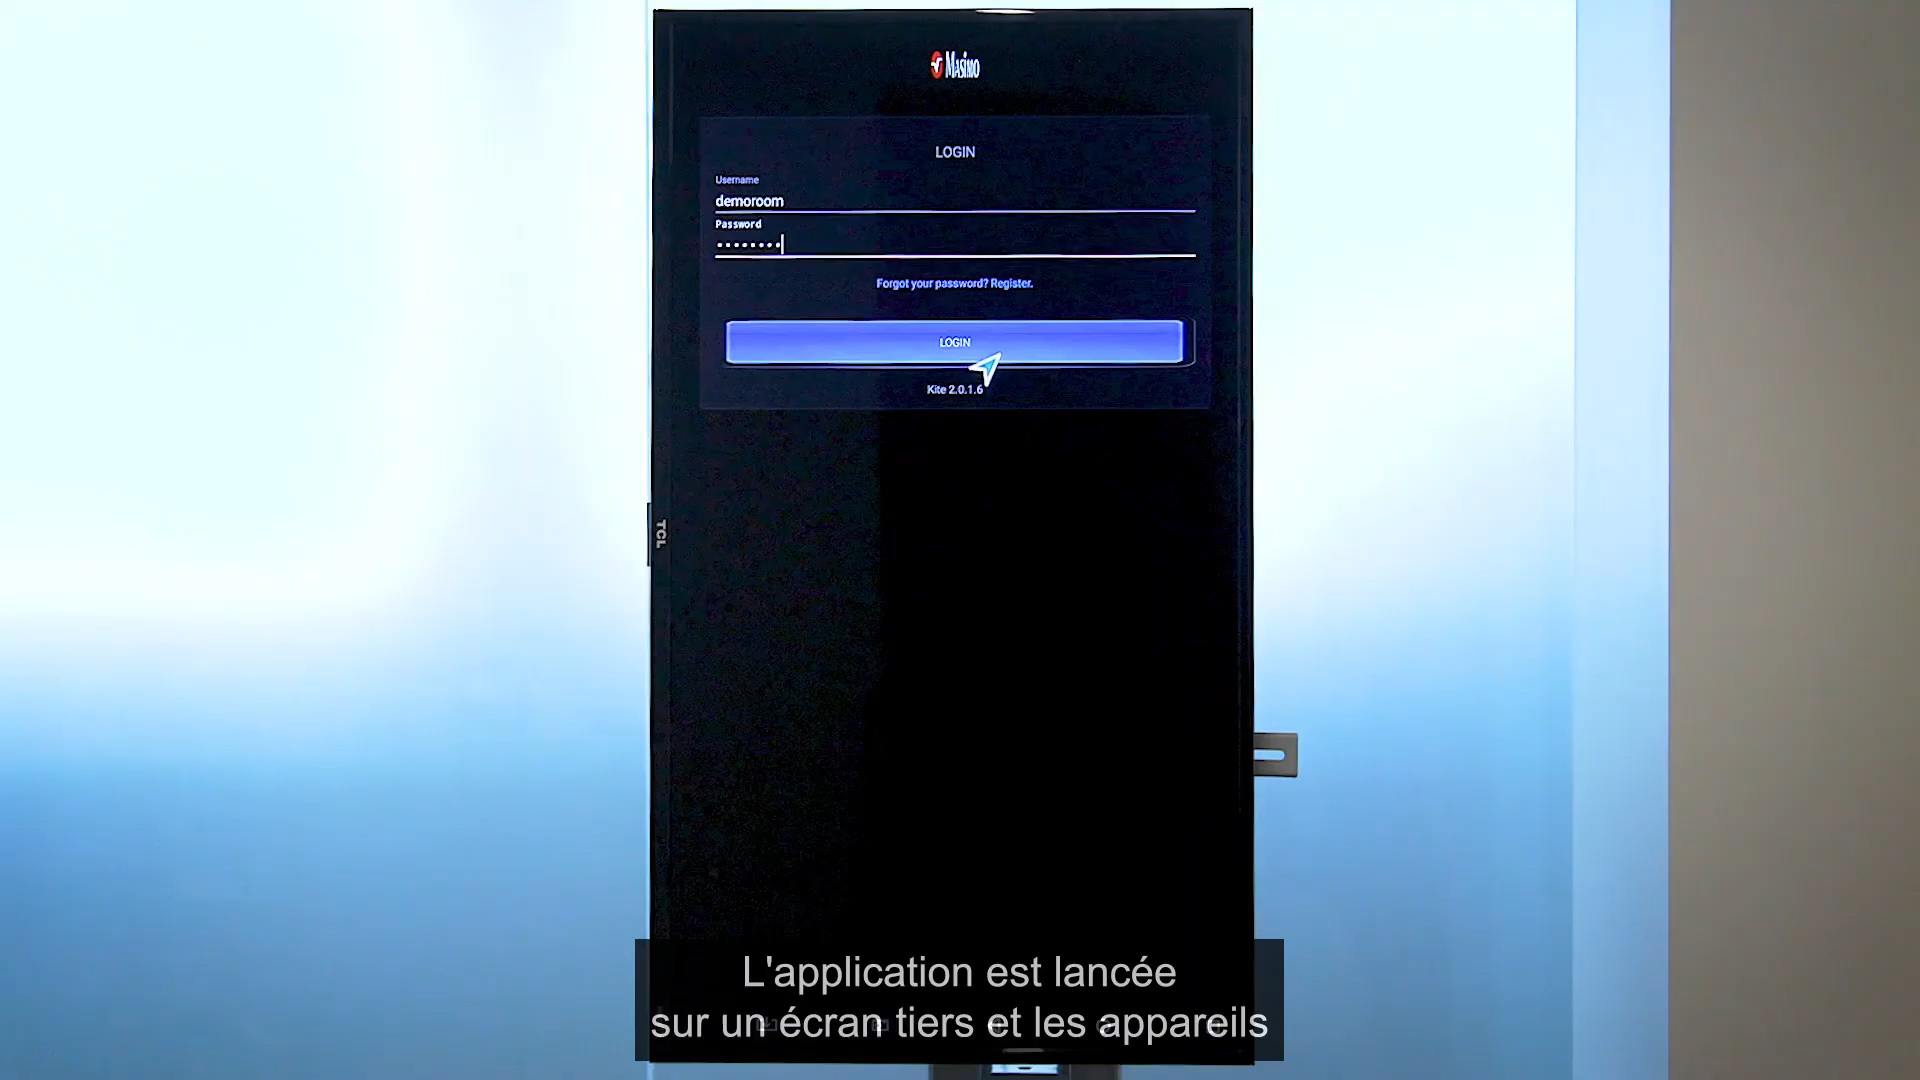 Masimo
LOGIN
Username
demoroom
Password
••••••••
Forgot your password? Register.
LOGIN
Kite 2.0.1.6
TCL
L'application est lancée
sur un écran tiers et les appareils